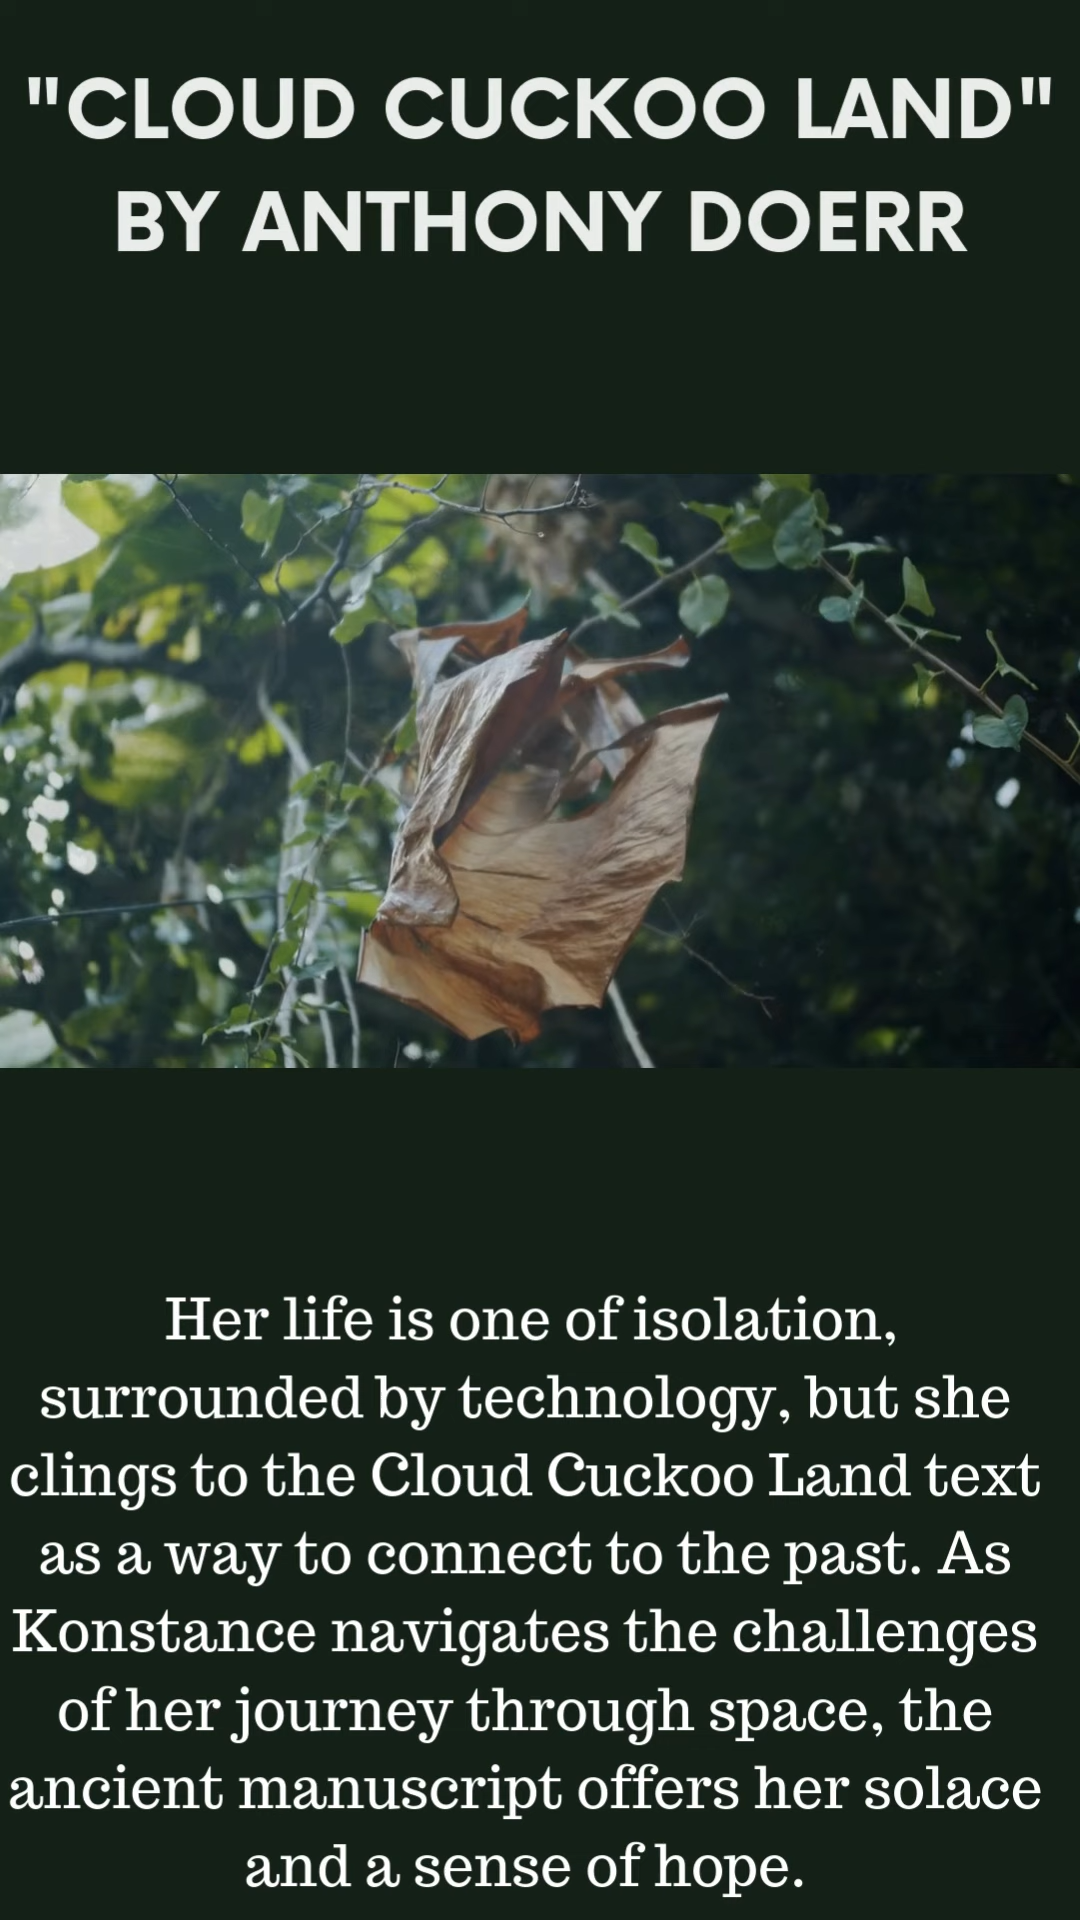 "CLOUD CUCKOO LAND"
BY ANTHONY DOERR
Her life is one of isolation,
surrounded by technology, but she
clings to the Cloud Cuckoo Land text
as a way to connect to the past. As
Konstance navigates the challenges
of her journey through space, the
ancient manuscript offers her solace
and a sense of hope.